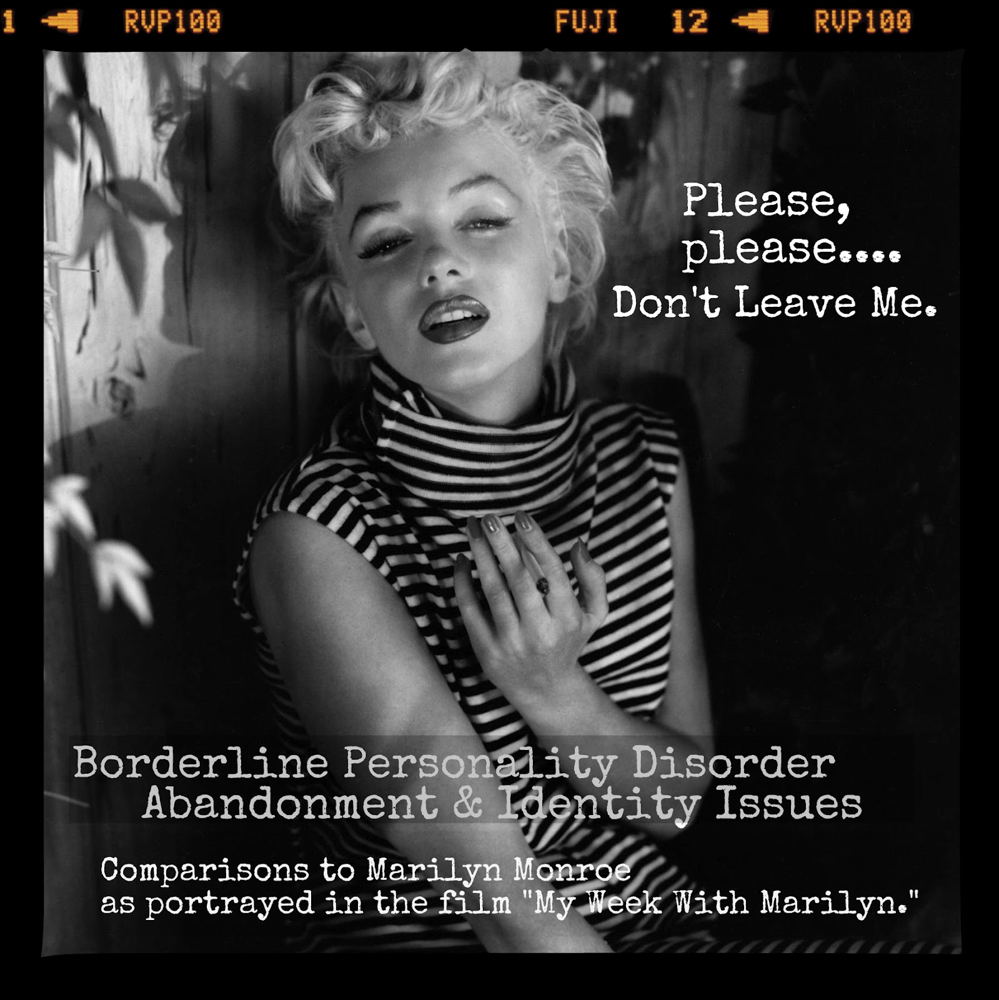 1 RVP100 FUJI 12 RVP100
Please,
please....
Don't Leave Me.
Borderline Personality Disorder
Abandonment & Identity Issues
Comparisons to Marilyn Monroe
as portrayed in the film "My Week With Marilyn."